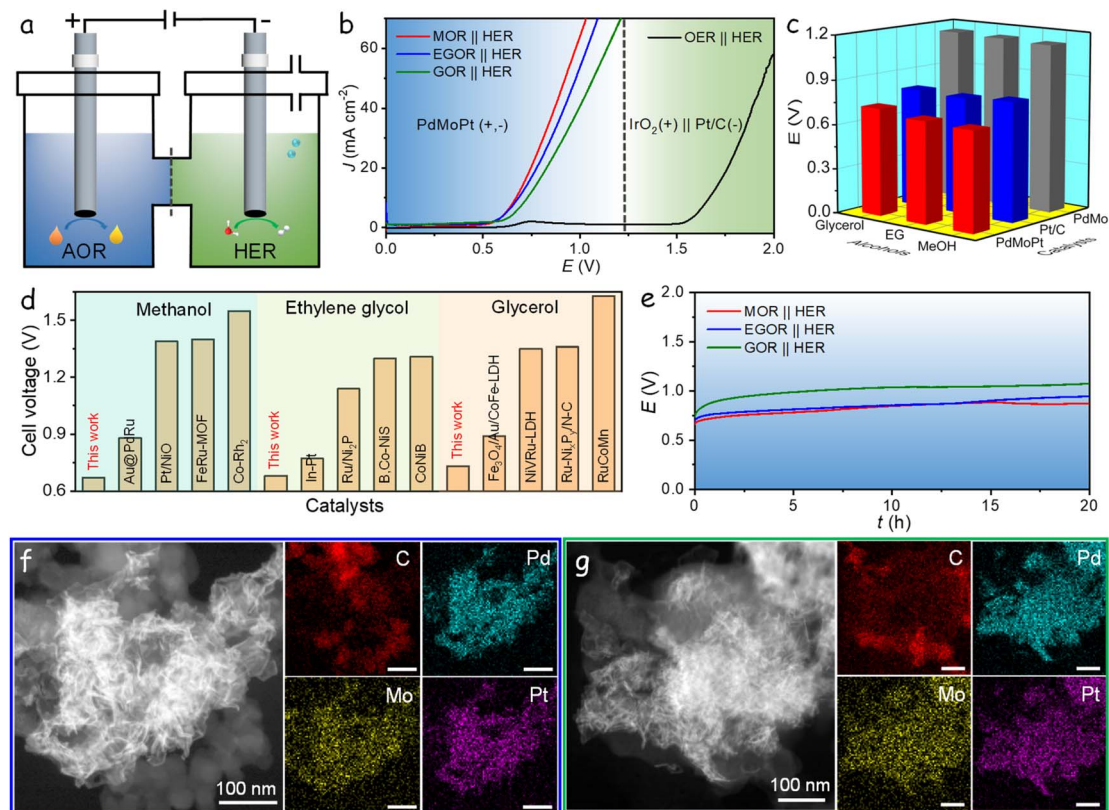 a
+
−
AOR
HER
b
J (mA cm⁻²)
60
40
20
0
MOR || HER
EGOR || HER
GOR || HER
OER || HER
PdMoPt (+,-)
IrO₂(+) || Pt/C(-)
0.0
0.5
1.0
1.5
2.0
E (V)
c
E (V)
1.2
0.9
0.6
0.3
0.0
Glycerol
EG
MeOH
Alcohols
PdMoPt
Pt/C
PdMo
Catalysts
d
Cell voltage (V)
1.5
1.2
0.9
0.6
Methanol
Ethylene glycol
Glycerol
This work
Au@PdRu
Pt/NiO
FeRu-MOF
Co-Rh₂
This work
In-Pt
Ru/Ni₂P
B,Co-NiS
CoNiB
This work
Fe₃O₄/Au/CoFe-LDH
NiVRu-LDH
Ru-NiₓPᵧ/N-C
RuCoMn
Catalysts
e
E (V)
2.0
1.5
1.0
0.5
0.0
MOR || HER
EGOR || HER
GOR || HER
0
5
10
15
20
t (h)
f
100 nm
C
Pd
Mo
Pt
g
100 nm
C
Pd
Mo
Pt